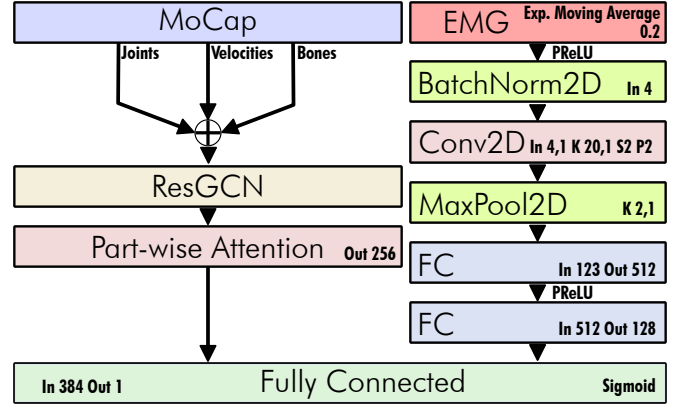 MoCap
Joints Velocities Bones
ResGCN
Part-wise Attention Out 256
EMG Exp. Moving Average 0.2
PReLU
BatchNorm2D In 4
Conv2D In 4,1 K 20,1 S2 P2
MaxPool2D K 2,1
FC In 123 Out 512
PReLU
FC In 512 Out 128
In 384 Out 1 Fully Connected Sigmoid